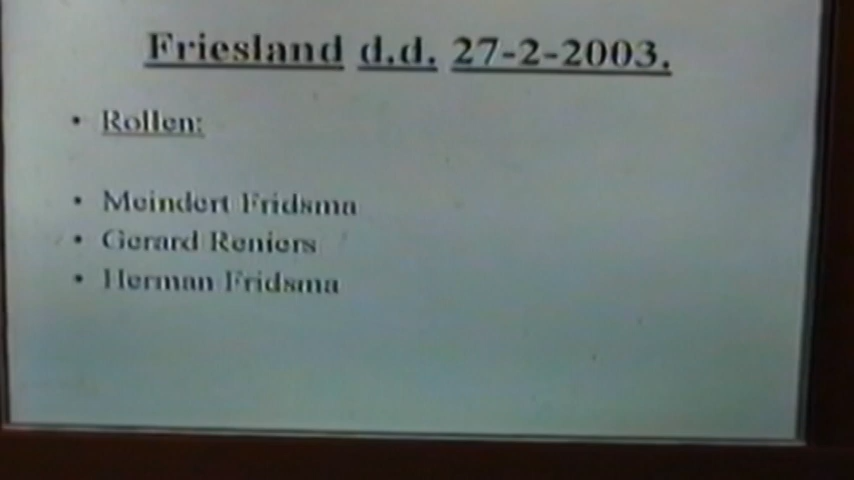 Friesland d.d. 27-2-2003.
• Rollen:
• Meindert Fridsma
• Gerard Reniers
• Herman Fridsma